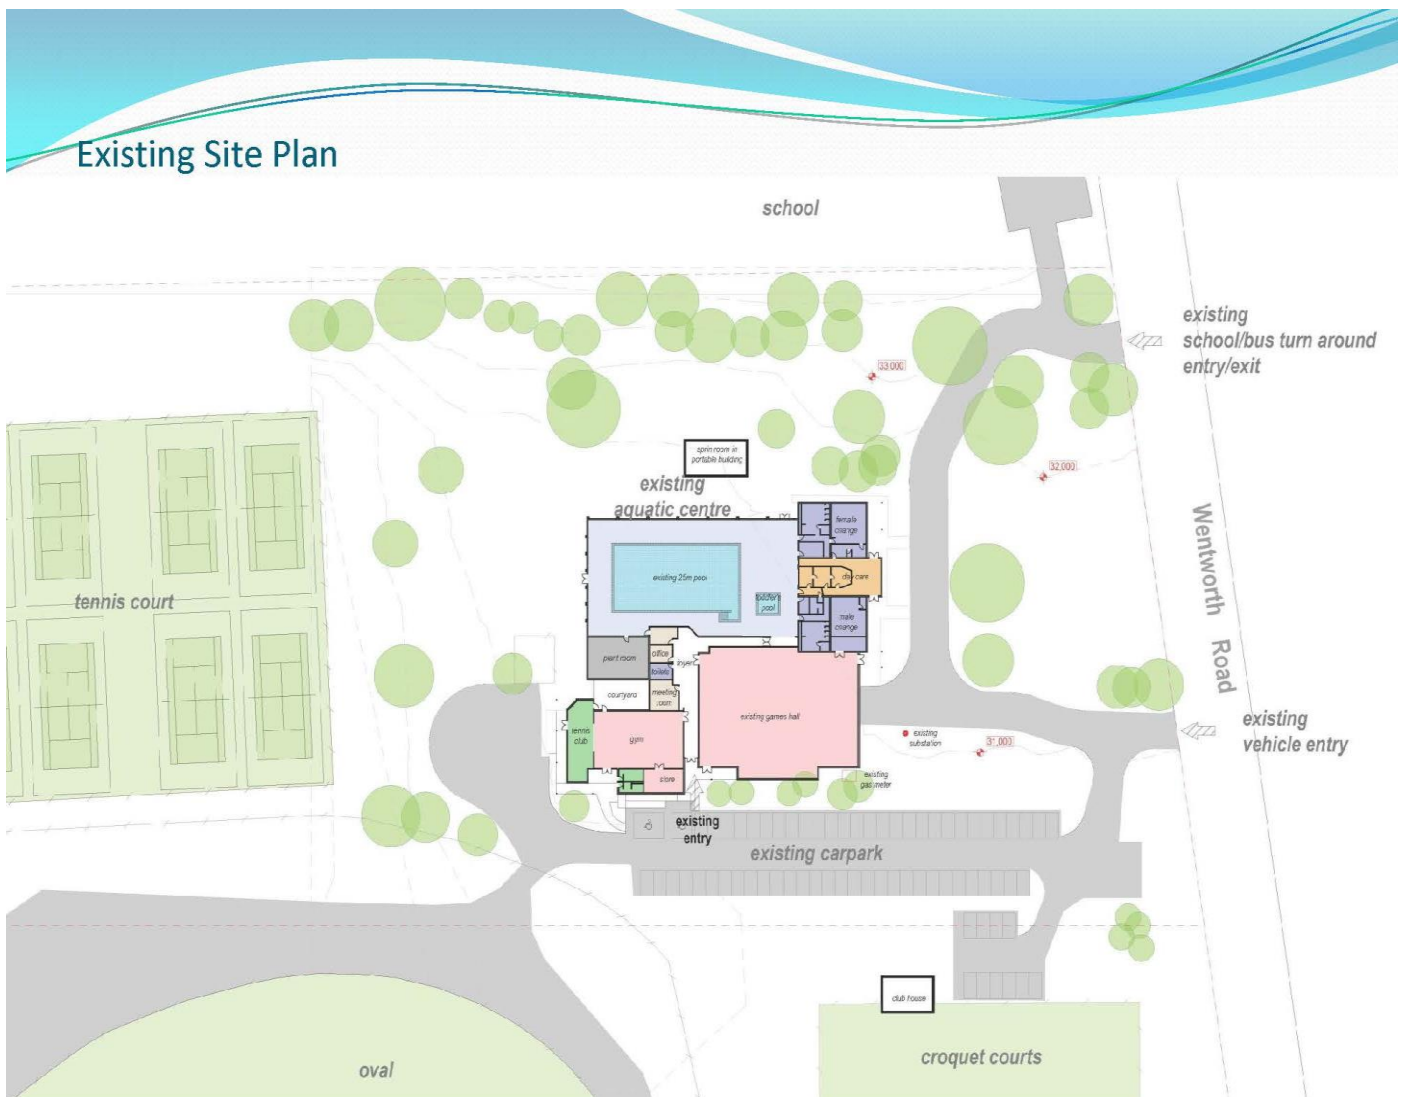 Existing Site Plan
school
existing
school/bus turn around
entry/exit
33,000
32,000
sprin room in
portable building
existing
aquatic centre
female
change
existing 25m pool
day care
toddler's
pool
male
change
Wentworth Road
tennis court
plant room
office
foyer
toilets
courtyard
meeting
room
tennis
club
gym
existing games hall
store
existing
substation
31,000
existing
vehicle entry
existing
gas meter
existing
entry
existing carpark
club house
croquet courts
oval